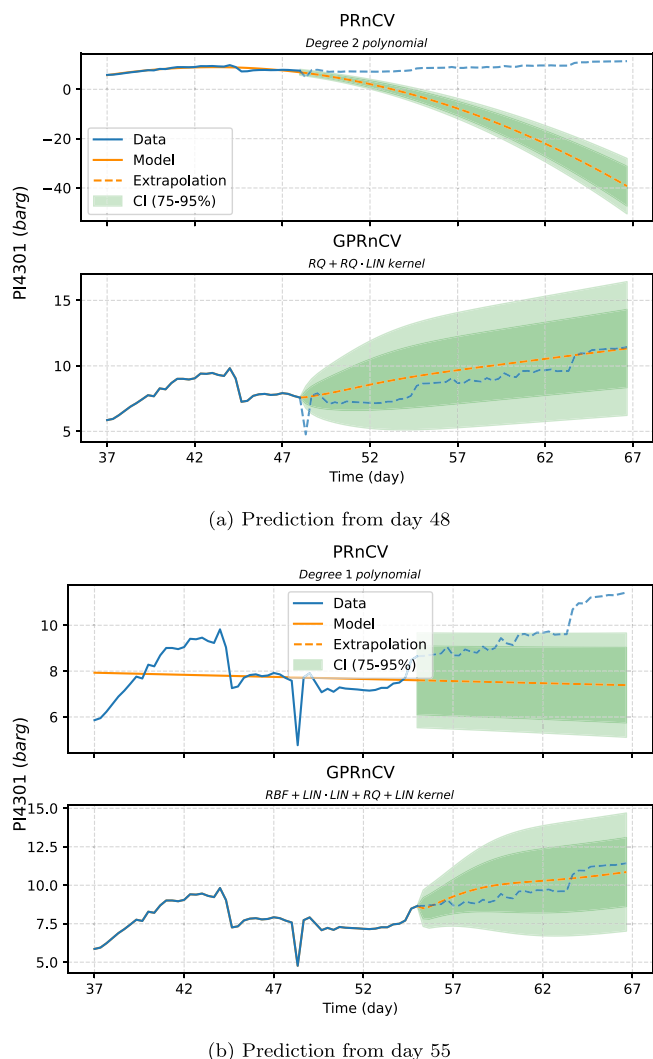 PRnCV
Degree 2 polynomial
0
−20
−40
Data
Model
Extrapolation
CI (75-95%)
PI4301 (barg)
GPRnCV
RQ + RQ · LIN kernel
15
10
5
37 42 47 52 57 62 67
Time (day)
(a) Prediction from day 48
PRnCV
Degree 1 polynomial
10
8
6
Data
Model
Extrapolation
CI (75-95%)
PI4301 (barg)
GPRnCV
RBF + LIN · LIN + RQ + LIN kernel
15.0
12.5
10.0
7.5
5.0
37 42 47 52 57 62 67
Time (day)
(b) Prediction from day 55